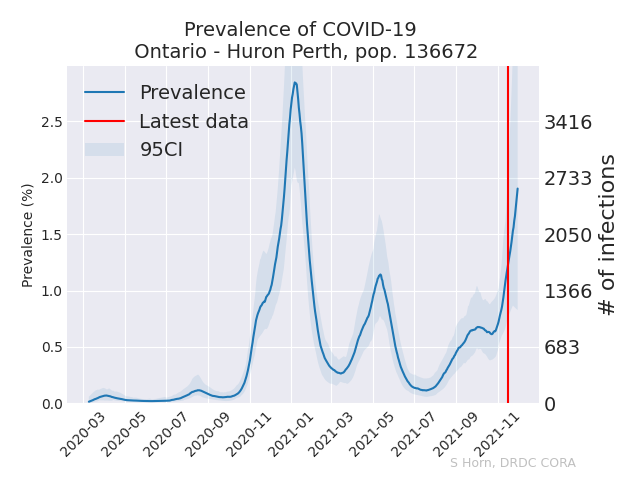 Prevalence of COVID-19
Ontario - Huron Perth, pop. 136672
Prevalence
Latest data
95CI
Prevalence (%)
2.5
2.0
1.5
1.0
0.5
0.0
3416
2733
2050
1366
683
0
# of infections
2020-03
2020-05
2020-07
2020-09
2020-11
2021-01
2021-03
2021-05
2021-07
2021-09
2021-11
S Horn, DRDC CORA